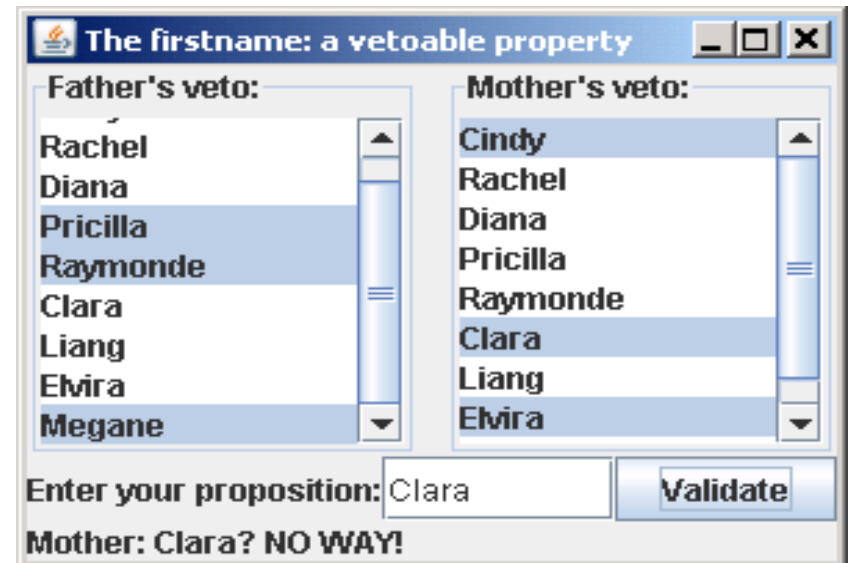 The firstname: a vetoable property
Father's veto:
Rachel
Diana
Pricilla
Raymonde
Clara
Liang
Elvira
Megane
Mother's veto:
Cindy
Rachel
Diana
Pricilla
Raymonde
Clara
Liang
Elvira
Enter your proposition: Clara Validate
Mother: Clara? NO WAY!